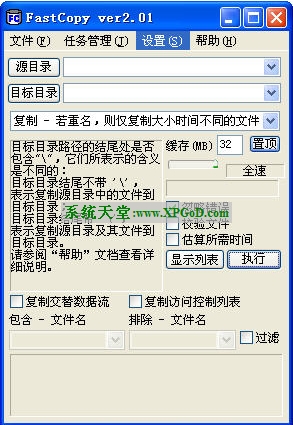 FastCopy ver2.01
文件(F) 任务管理(J) 设置(S) 帮助(H)
源目录
目标目录
复制 - 若重名，则仅复制大小时间不同的文件
缓存(MB) 32 置顶
全速
目标目录路径的结尾处是否
包含"\"，它们所表示的含义
是不同的：
目标目录结尾不带 '\'，
表示复制源目录中的文件到
目标目录
表示复制源目录及其文件到
目标目录。
请参阅“帮助”文档查看详
细说明。
系统天堂:www.XPGoD.com
忽略错误
校验文件
估算所需时间
显示列表 执行
复制交替数据流 复制访问控制列表
包含 - 文件名 排除 - 文件名
过滤